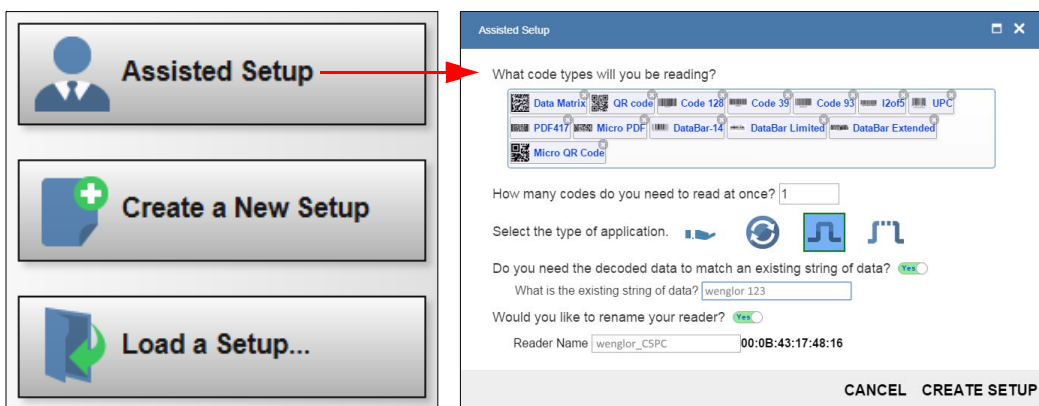 Assisted Setup
Create a New Setup
Load a Setup...
Assisted Setup
What code types will you be reading?
Data Matrix QR code Code 128 Code 39 Code 93 I2of5 UPC
PDF417 Micro PDF DataBar-14 DataBar Limited DataBar Extended
Micro QR Code
How many codes do you need to read at once? 1
Select the type of application.
Do you need the decoded data to match an existing string of data? Yes
What is the existing string of data? wenglor 123
Would you like to rename your reader? Yes
Reader Name wenglor_C5PC 00:0B:43:17:48:16
CANCEL CREATE SETUP